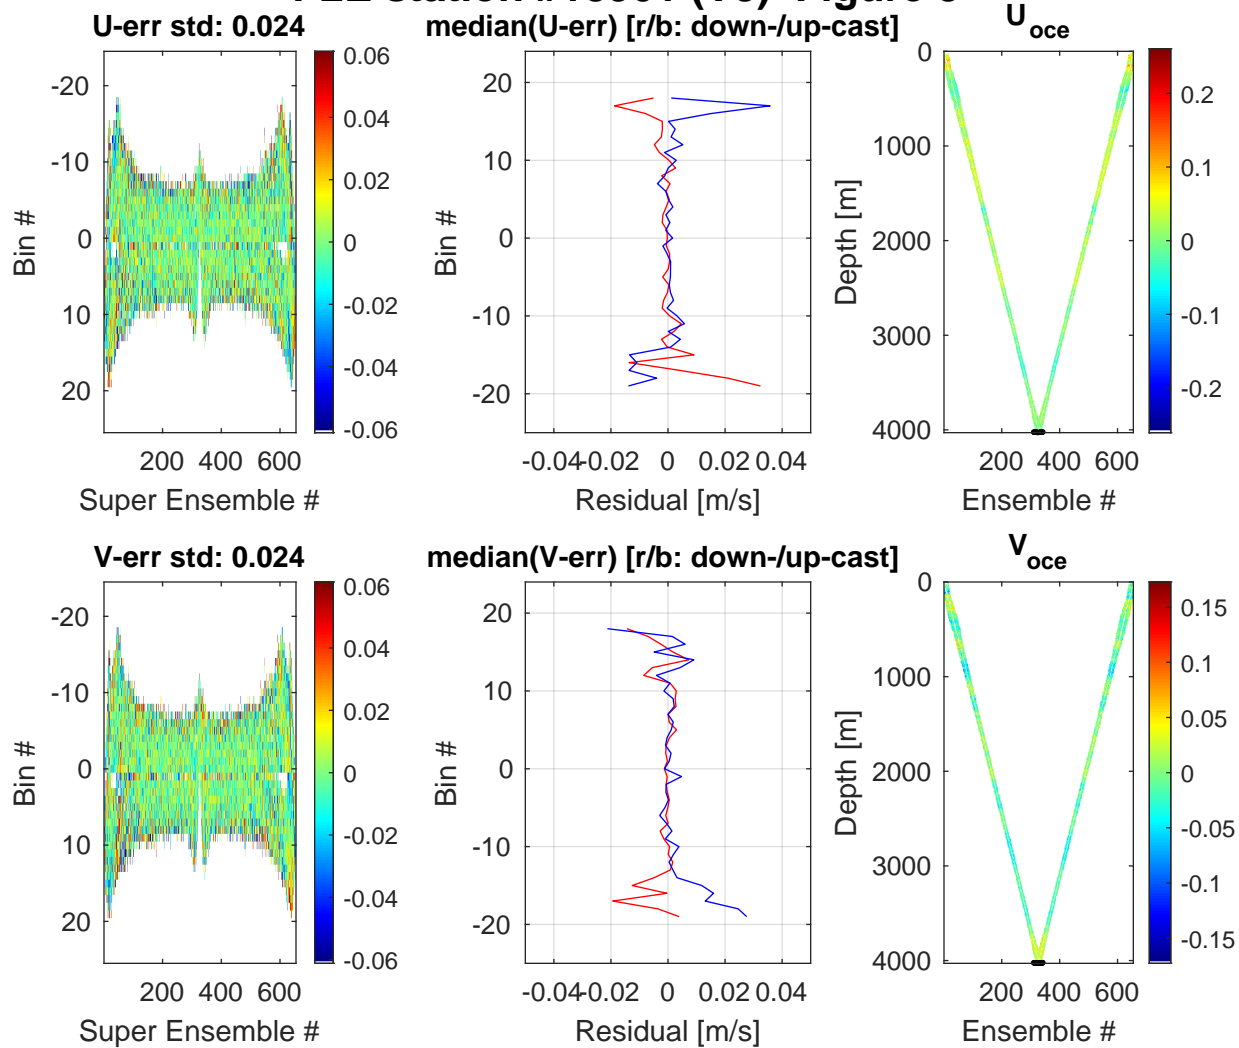 U-err std: 0.024
median(U-err) [r/b: down-/up-cast]
U oce
-20
-10
0
10
20
Bin #
200 400 600
Super Ensemble #
0.06
0.04
0.02
0
-0.02
-0.04
-0.06
20
10
0
-10
-20
Bin #
-0.04 -0.02 0 0.02 0.04
Residual [m/s]
0
1000
2000
3000
4000
Depth [m]
200 400 600
Ensemble #
0.2
0.1
0
-0.1
-0.2
V-err std: 0.024
median(V-err) [r/b: down-/up-cast]
V oce
-20
-10
0
10
20
Bin #
200 400 600
Super Ensemble #
0.06
0.04
0.02
0
-0.02
-0.04
-0.06
20
10
0
-10
-20
Bin #
-0.04 -0.02 0 0.02 0.04
Residual [m/s]
0
1000
2000
3000
4000
Depth [m]
200 400 600
Ensemble #
0.15
0.1
0.05
0
-0.05
-0.1
-0.15